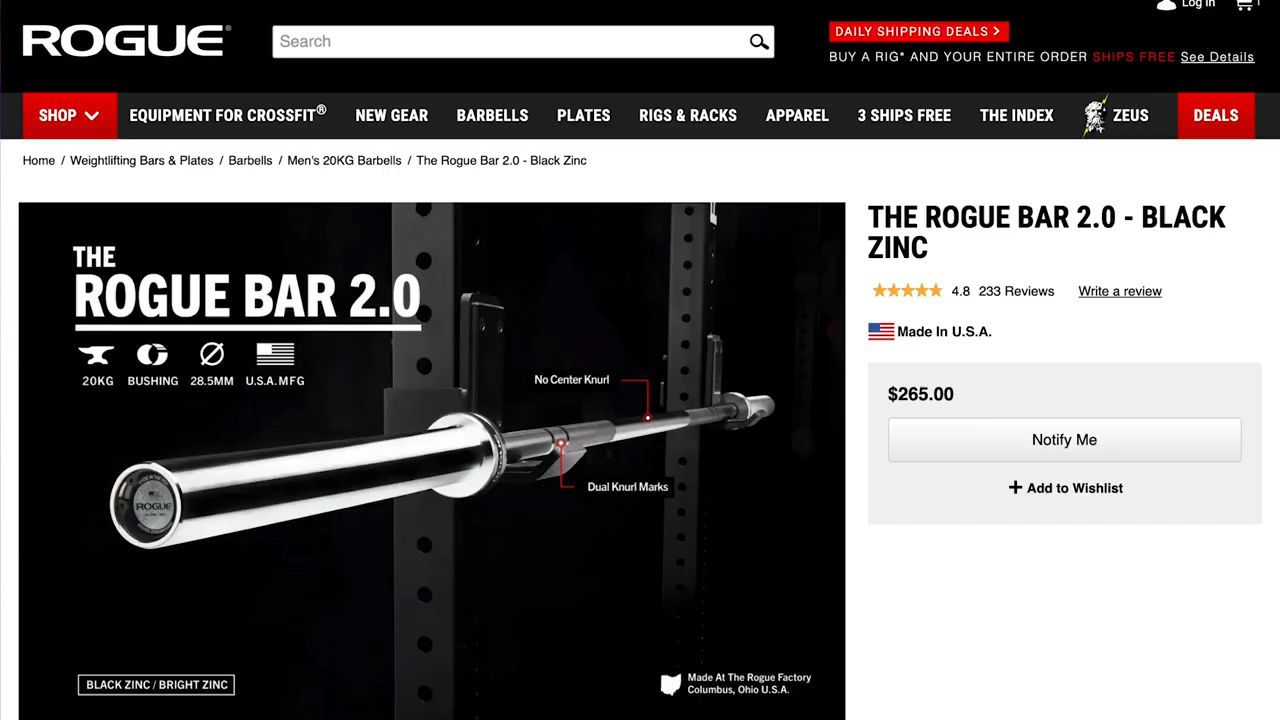 Log In
1
ROGUE®
Search
DAILY SHIPPING DEALS >
BUY A RIG* AND YOUR ENTIRE ORDER SHIPS FREE See Details
SHOP
EQUIPMENT FOR CROSSFIT®
NEW GEAR
BARBELLS
PLATES
RIGS & RACKS
APPAREL
3 SHIPS FREE
THE INDEX
ZEUS
DEALS
Home / Weightlifting Bars & Plates / Barbells / Men's 20KG Barbells / The Rogue Bar 2.0 - Black Zinc
THE
ROGUE BAR 2.0
20KG
BUSHING
28.5MM
U.S.A. MFG
No Center Knurl
Dual Knurl Marks
ROGUE
BLACK ZINC / BRIGHT ZINC
Made At The Rogue Factory
Columbus, Ohio U.S.A.
THE ROGUE BAR 2.0 - BLACK
ZINC
4.8 233 Reviews Write a review
Made In U.S.A.
$265.00
Notify Me
+ Add to Wishlist